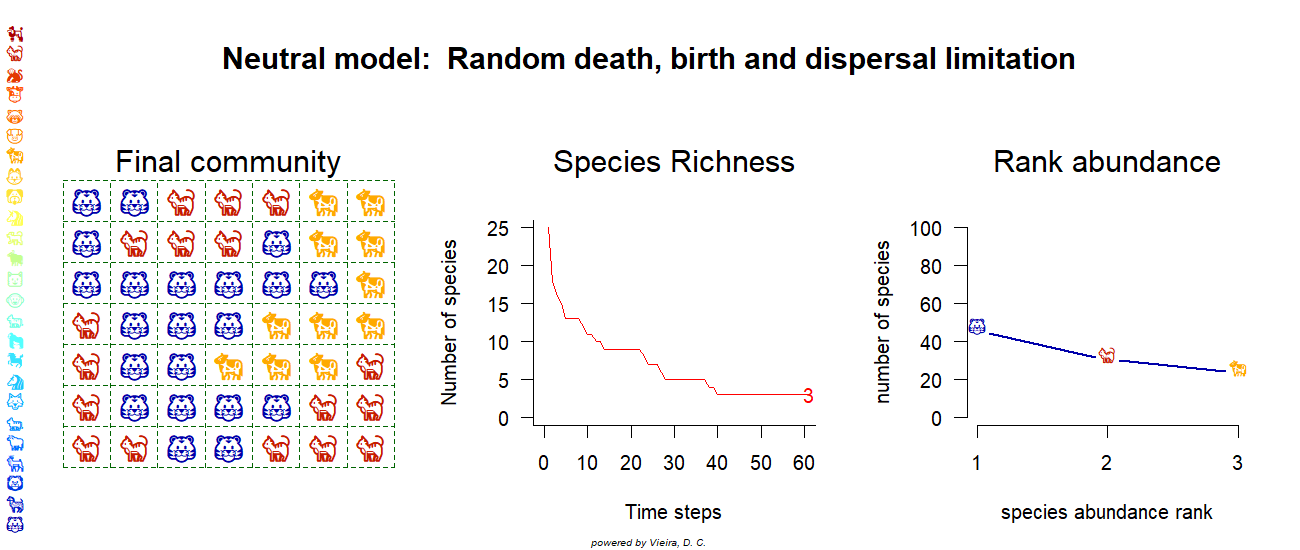 Neutral model:  Random death, birth and dispersal limitation
Final community
Species Richness
Number of species
25
20
15
10
5
0
3
0 10 20 30 40 50 60
Time steps
Rank abundance
number of species
100
80
60
40
20
0
1 2 3
species abundance rank
powered by Vieira, D. C.